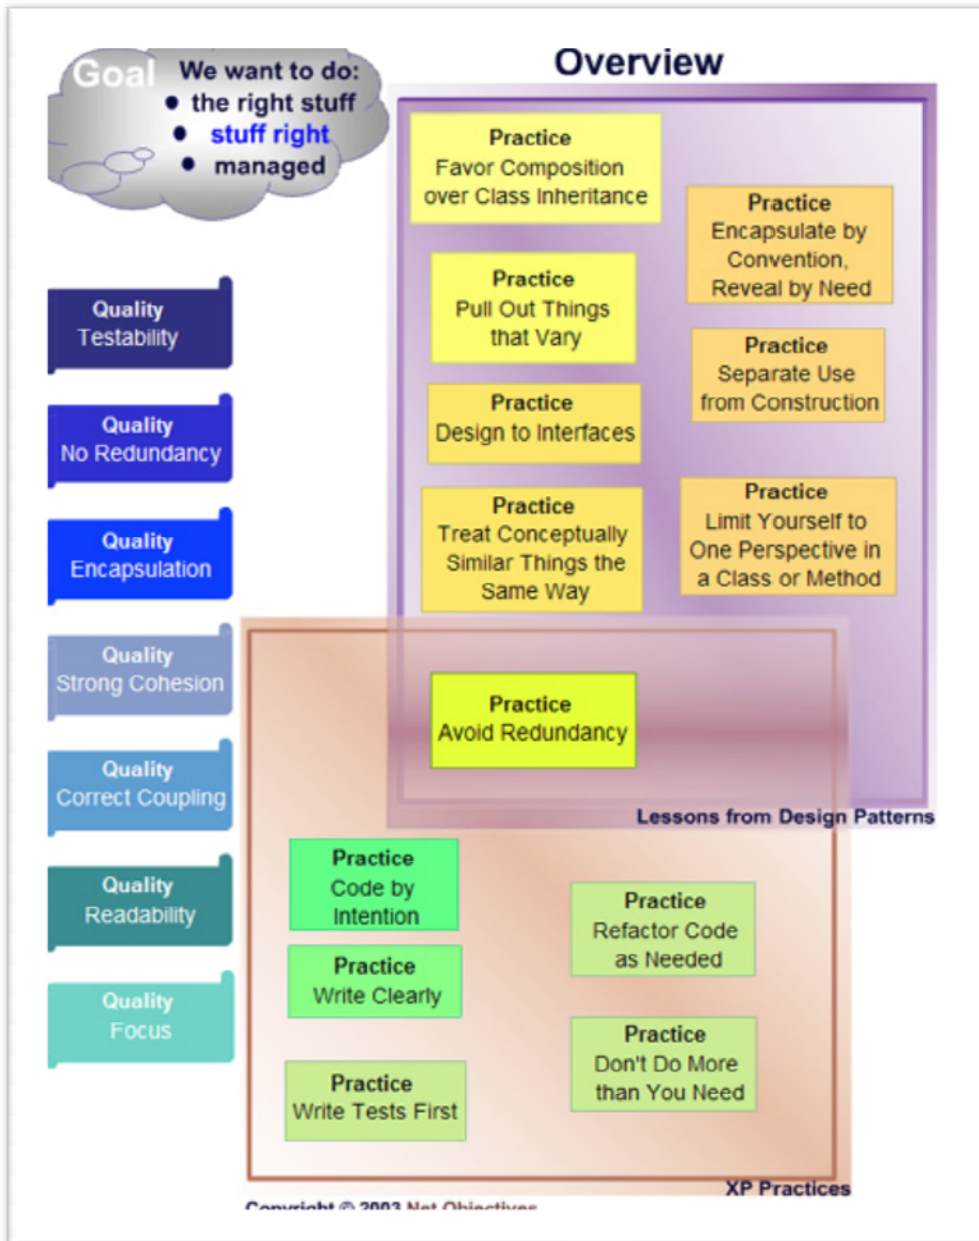 Goal
We want to do:
• the right stuff
• stuff right
• managed
Overview
Quality
Testability
Quality
No Redundancy
Quality
Encapsulation
Quality
Strong Cohesion
Quality
Correct Coupling
Quality
Readability
Quality
Focus
Practice
Favor Composition
over Class Inheritance
Practice
Pull Out Things
that Vary
Practice
Design to Interfaces
Practice
Treat Conceptually
Similar Things the
Same Way
Practice
Encapsulate by
Convention,
Reveal by Need
Practice
Separate Use
from Construction
Practice
Limit Yourself to
One Perspective in
a Class or Method
Practice
Avoid Redundancy
Lessons from Design Patterns
Practice
Code by
Intention
Practice
Write Clearly
Practice
Write Tests First
Practice
Refactor Code
as Needed
Practice
Don't Do More
than You Need
XP Practices
Copyright © 2003 Net Objectives